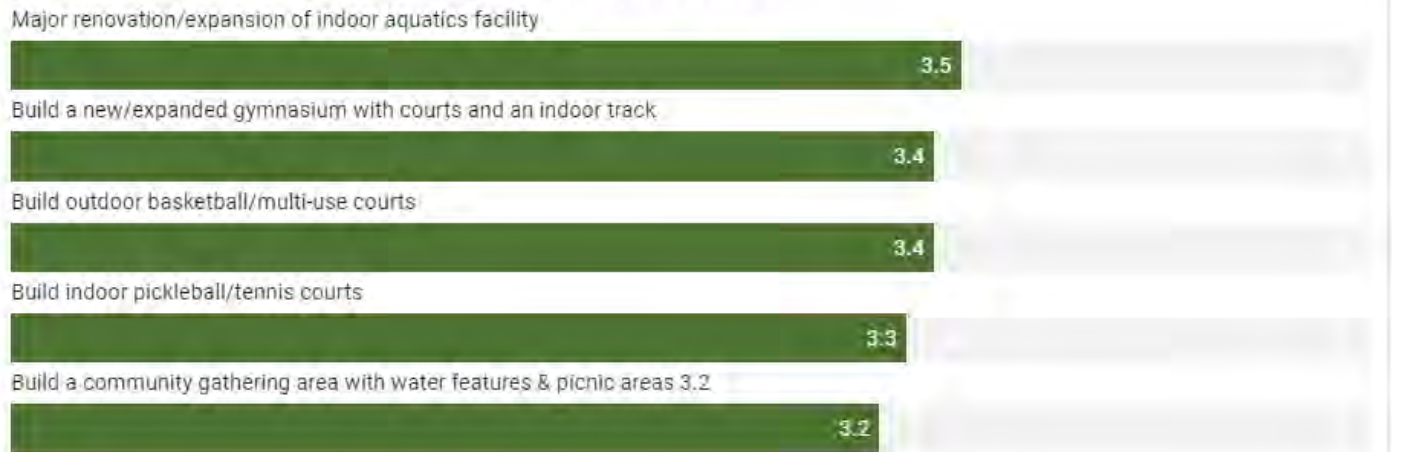 Major renovation/expansion of indoor aquatics facility
3.5
Build a new/expanded gymnasium with courts and an indoor track
3.4
Build outdoor basketball/multi-use courts
3.4
Build indoor pickleball/tennis courts
3.3
Build a community gathering area with water features & picnic areas 3.2
3.2